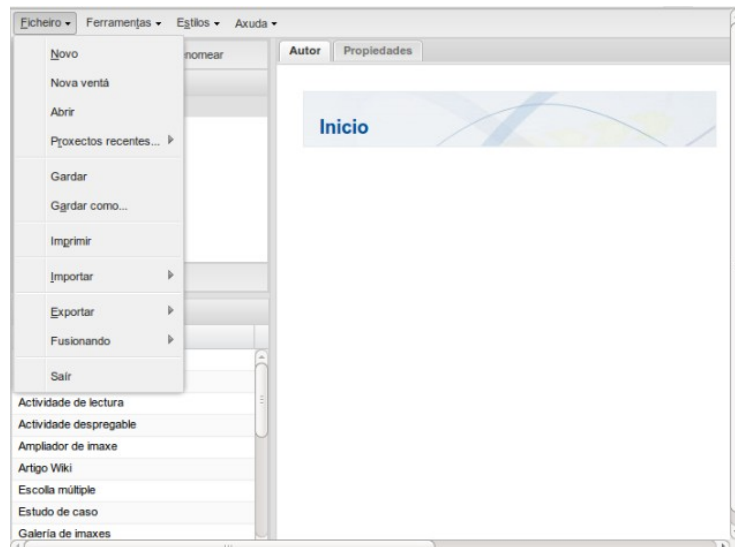 Ficheiro Ferramentas Estilos Axuda
Novo
Nova ventá
Abrir
Proxectos recentes...
Gardar
Gardar como...
Imprimir
Importar
Exportar
Fusionando
Saír
nomear
Actividade de lectura
Actividade despregable
Ampliador de imaxe
Artigo Wiki
Escolla múltiple
Estudo de caso
Galería de imaxes
Autor Propiedades
Inicio